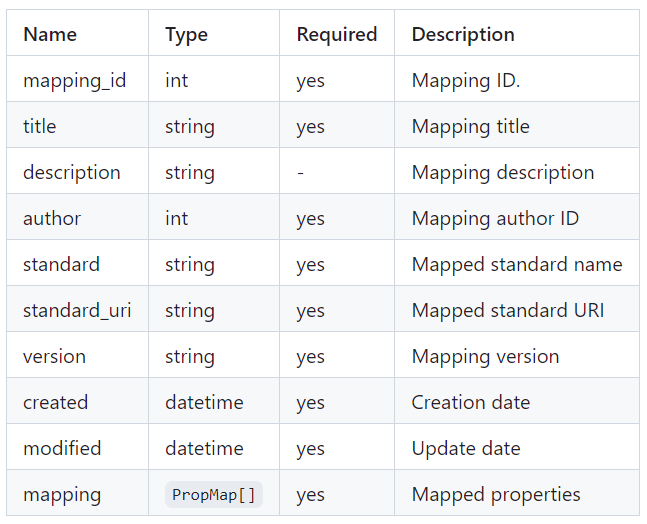 Name Type Required Description
mapping_id int yes Mapping ID.
title string yes Mapping title
description string - Mapping description
author int yes Mapping author ID
standard string yes Mapped standard name
standard_uri string yes Mapped standard URI
version string yes Mapping version
created datetime yes Creation date
modified datetime yes Update date
mapping PropMap[] yes Mapped properties